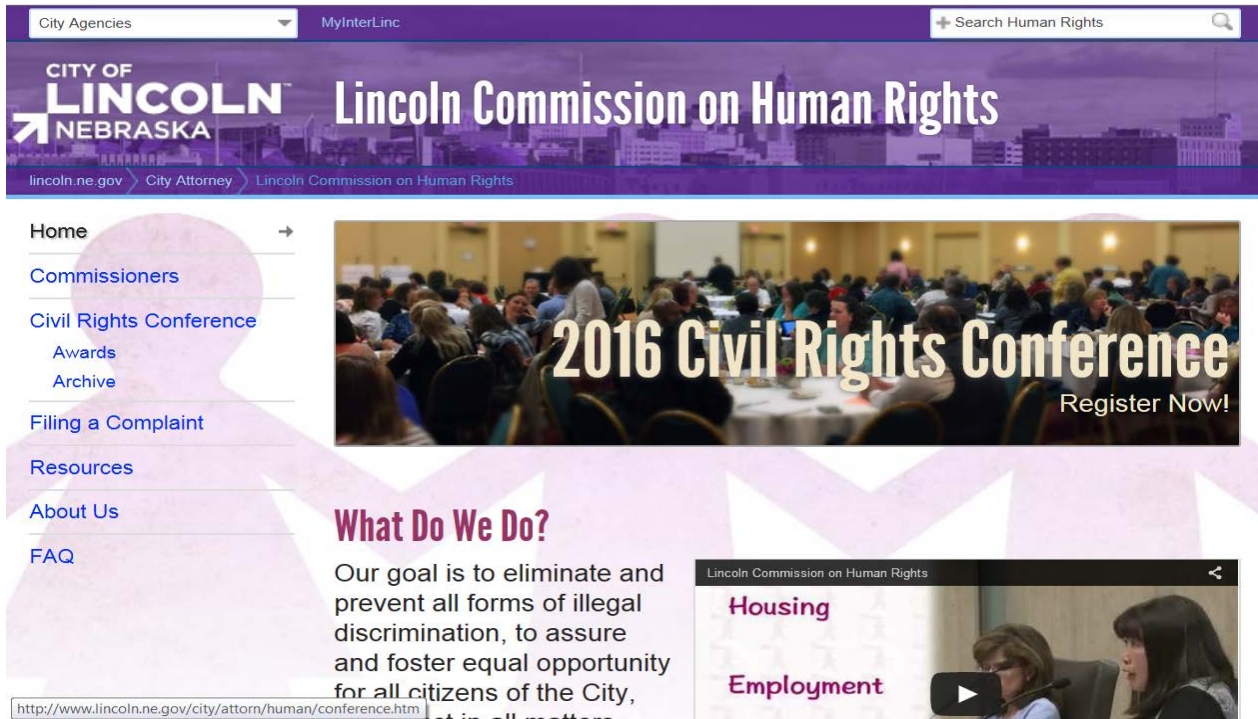 City Agencies
MyInterLinc
Search Human Rights
CITY OF
LINCOLN™
NEBRASKA
Lincoln Commission on Human Rights
lincoln.ne.gov
City Attorney
Lincoln Commission on Human Rights
Home
Commissioners
Civil Rights Conference
Awards
Archive
Filing a Complaint
Resources
About Us
FAQ
2016 Civil Rights Conference
Register Now!
What Do We Do?
Our goal is to eliminate and
prevent all forms of illegal
discrimination, to assure
and foster equal opportunity
for all citizens of the City,
in all matters
Lincoln Commission on Human Rights
Housing
Employment
http://www.lincoln.ne.gov/city/attorn/human/conference.htm